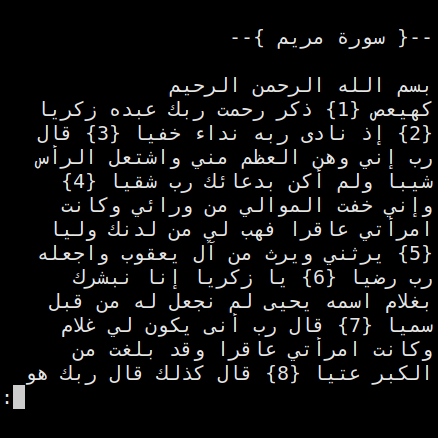 --{ سورة مريم }--
بسم الله الرحمن الرحيم
كهيعص {1} ذكر رحمت ربك عبده زكريا
{2} إذ نادى ربه نداء خفيا {3} قال
رب إني وهن العظم مني واشتعل الرأس
شيبا ولم أكن بدعائك رب شقيا {4}
وإني خفت الموالي من ورائي وكانت
امرأتي عاقرا فهب لي من لدنك وليا
{5} يرثني ويرث من آل يعقوب واجعله
رب رضيا {6} يا زكريا إنا نبشرك
بغلام اسمه يحيى لم نجعل له من قبل
سميا {7} قال رب أنى يكون لي غلام
وكانت امرأتي عاقرا وقد بلغت من
الكبر عتيا {8} قال كذلك قال ربك هو
: